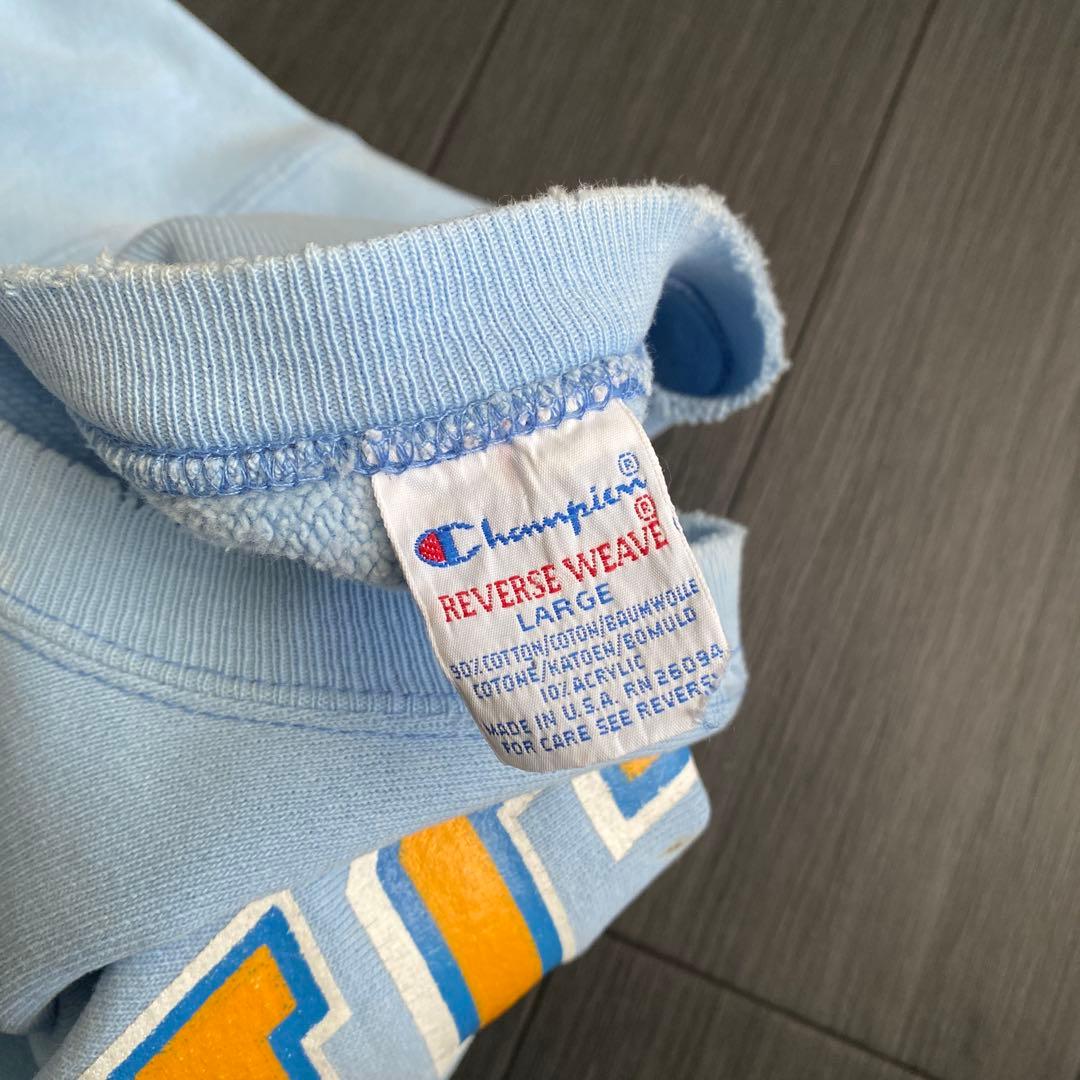 Champion®
REVERSE WEAVE®
LARGE
90%COTTON/COTON/BAUMWOLLE
COTONE/KATOEN/BOMULD
10%ACRYLIC
MADE IN U.S.A. RN 26094
FOR CARE SEE REVERSE